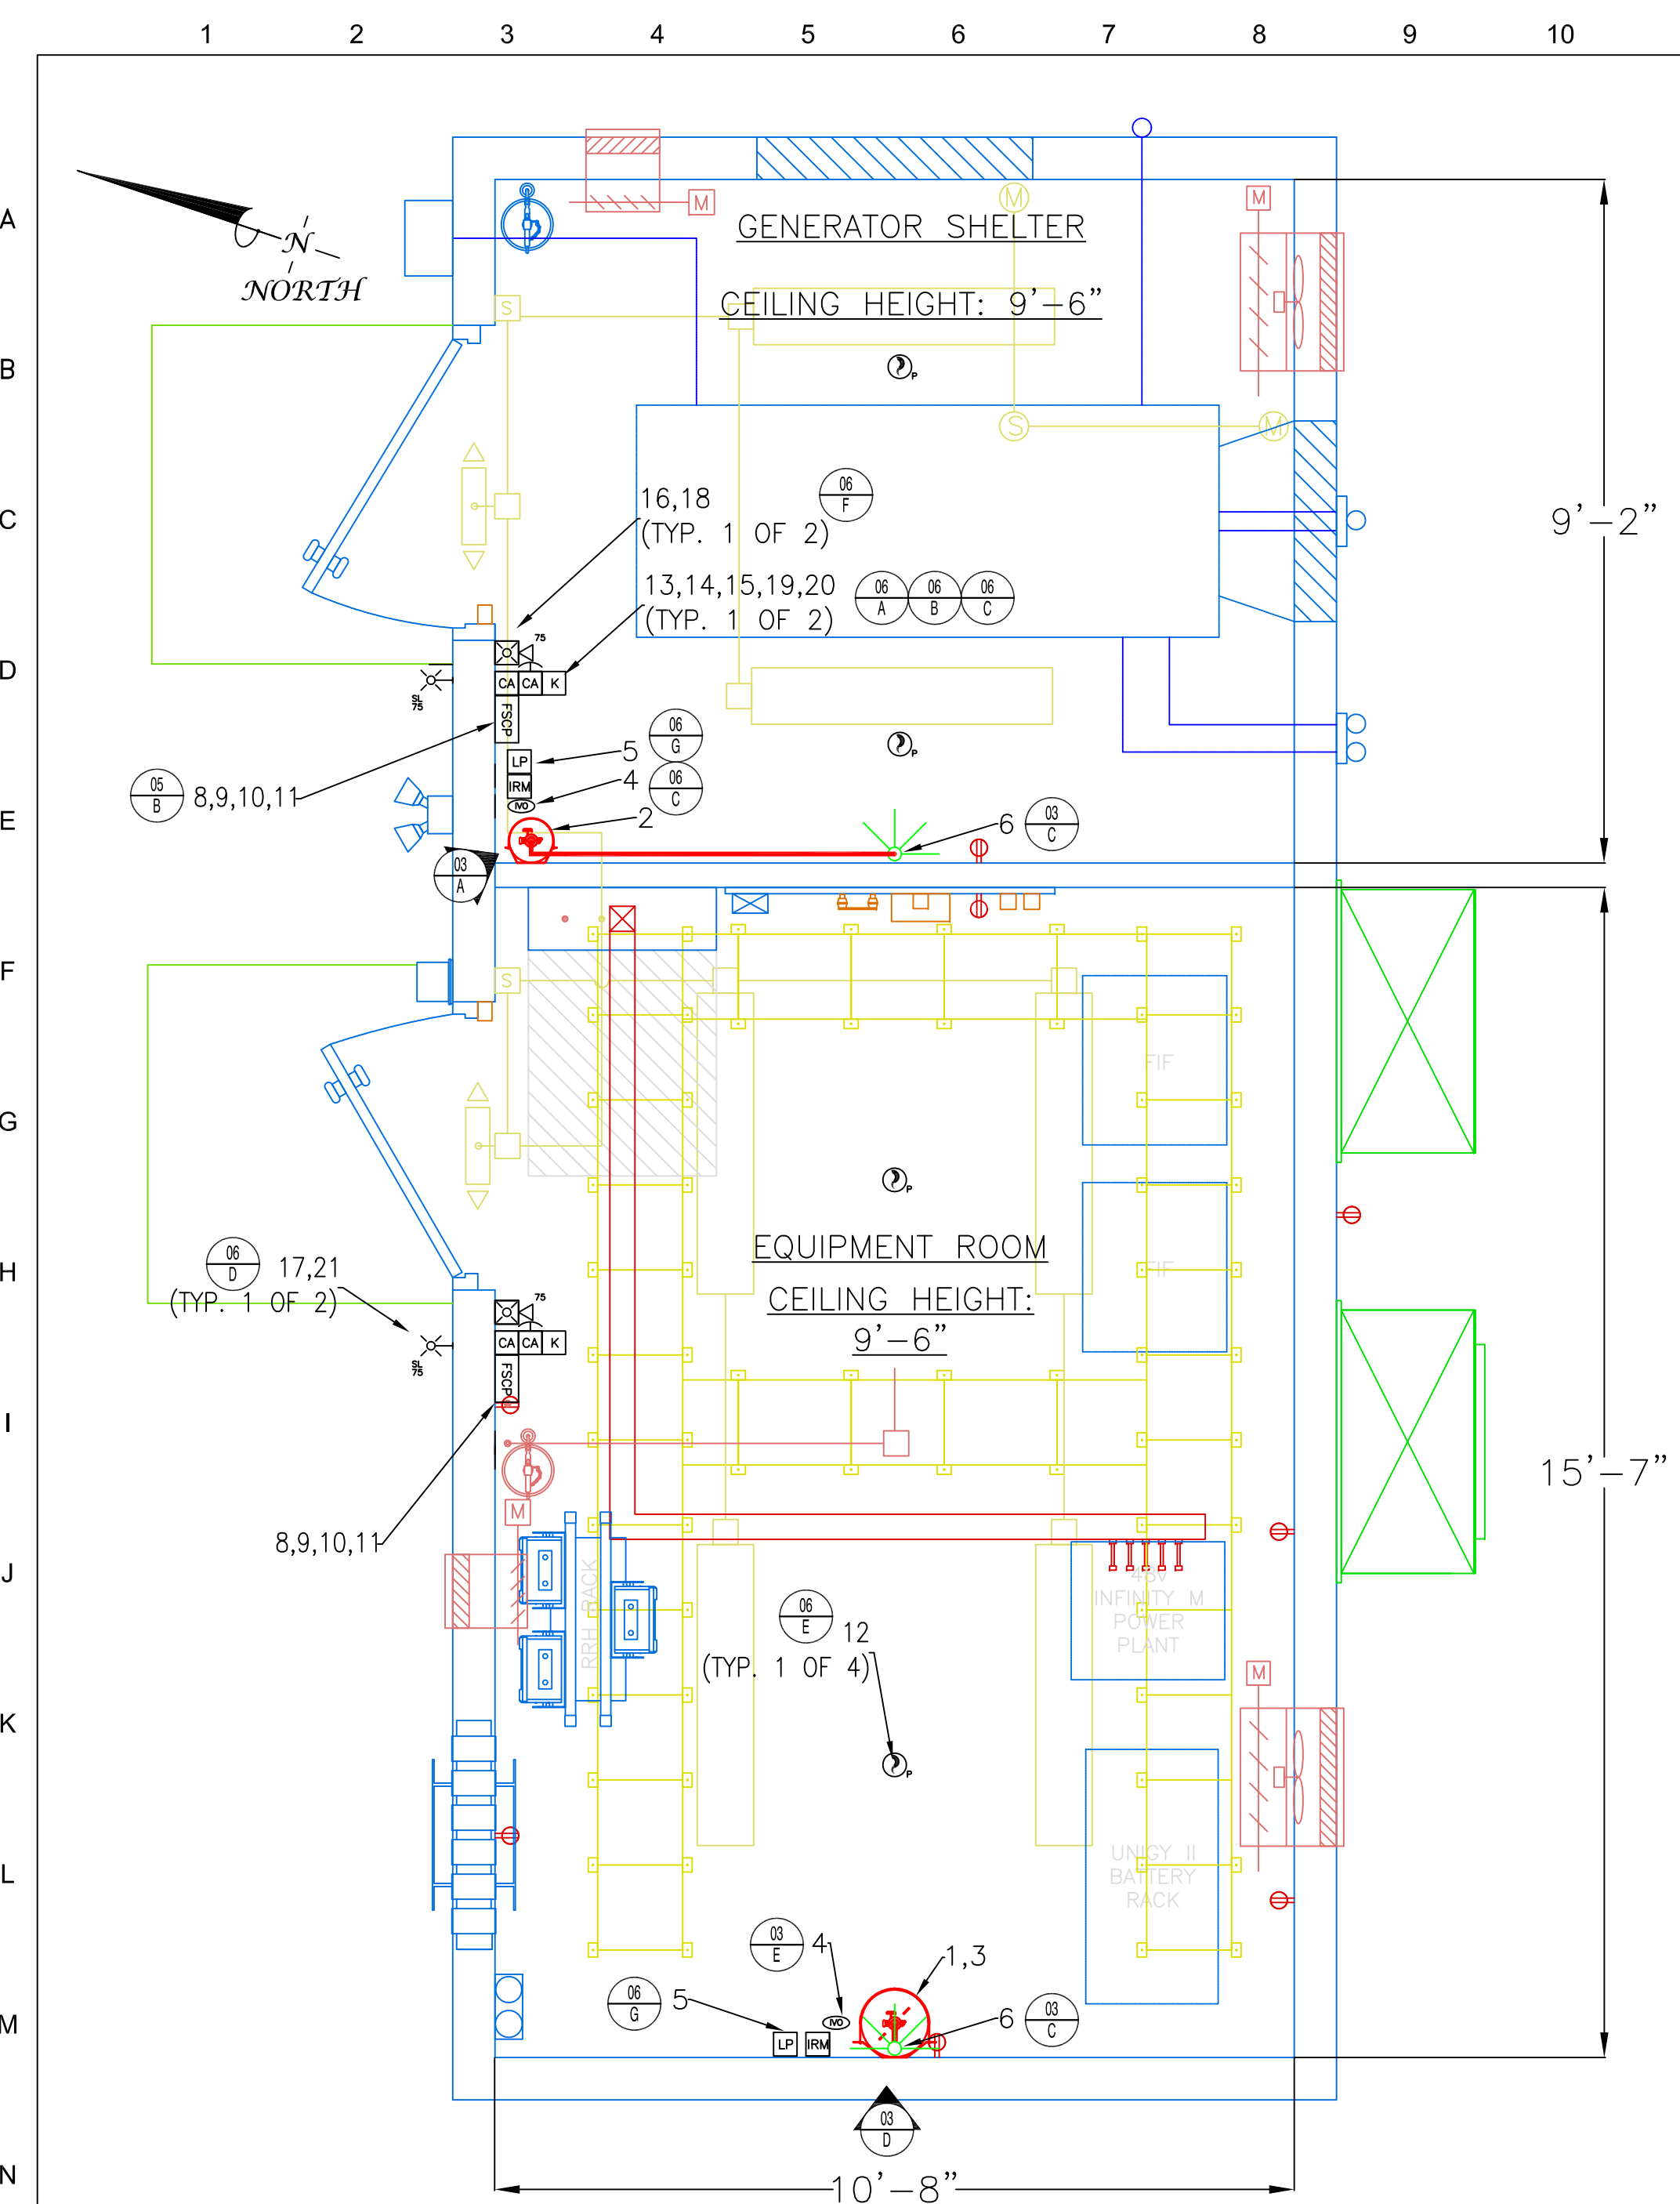 1 2 3 4 5 6 7 8 9 10
A
N
NORTH
M
GENERATOR SHELTER
M
M
CEILING HEIGHT: 9'-6"
S
B
P
S
M
C
16,18
(TYP. 1 OF 2)
06
F
9'-2"
13,14,15,19,20
(TYP. 1 OF 2)
06
A
06
B
06
C
D
75
CA CA K
SL
75
FSCP
LP
5
06
G
IRM
4
06
C
IVO
P
05
B
8,9,10,11
E
2
6
03
C
03
A
F
S
FIF
G
P
EQUIPMENT ROOM
H
06
D
17,21
(TYP. 1 OF 2)
FIF
CEILING HEIGHT:
9'-6"
75
CA CA K
SL
75
FSCP
I
15'-7"
M
8,9,10,11
J
RRH RACK
48V
INFINITY M
POWER
PLANT
06
E
12
(TYP. 1 OF 4)
M
K
P
L
UNIGY II
BATTERY
RACK
03
E
4
1,3
06
G
5
IVO
6
03
C
M
LP
IRM
03
D
N
10'-8"